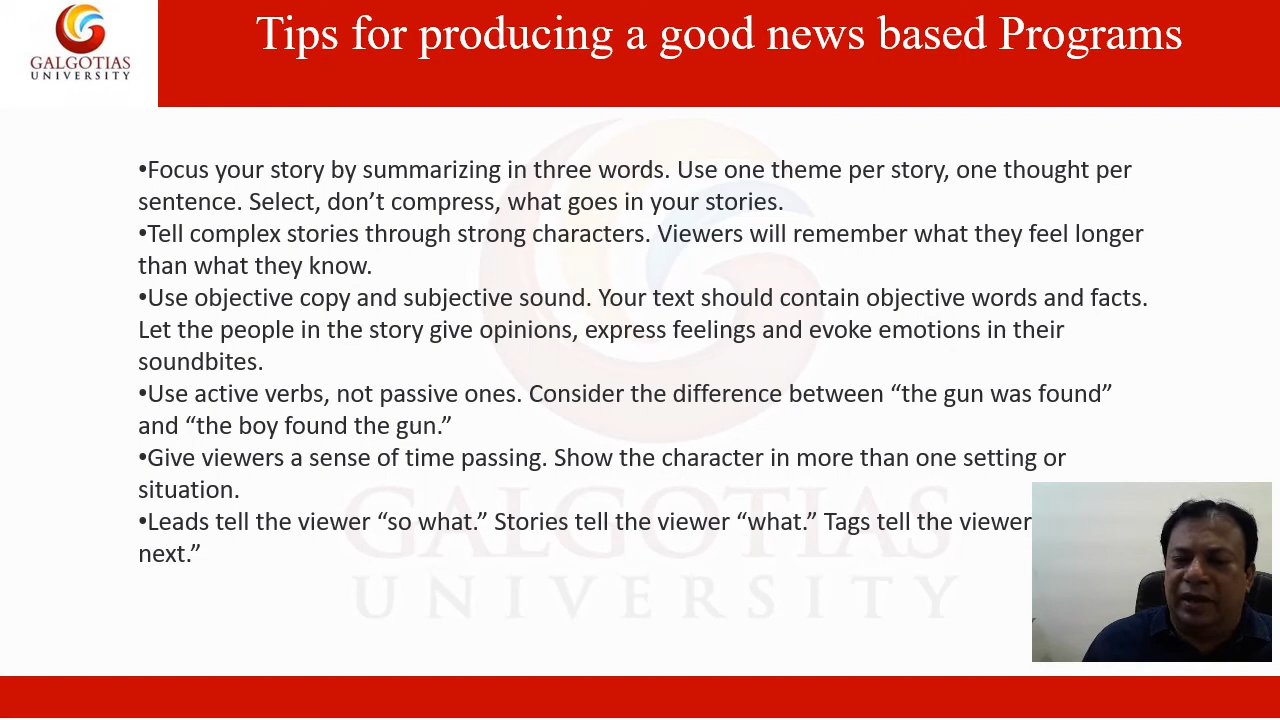 Tips for producing a good news based Programs
GALGOTIAS
UNIVERSITY
•Focus your story by summarizing in three words. Use one theme per story, one thought per
sentence. Select, don’t compress, what goes in your stories.
•Tell complex stories through strong characters. Viewers will remember what they feel longer
than what they know.
•Use objective copy and subjective sound. Your text should contain objective words and facts.
Let the people in the story give opinions, express feelings and evoke emotions in their
soundbites.
•Use active verbs, not passive ones. Consider the difference between “the gun was found”
and “the boy found the gun.”
•Give viewers a sense of time passing. Show the character in more than one setting or
situation.
•Leads tell the viewer “so what.” Stories tell the viewer “what.” Tags tell the viewer
next.”
GALGOTIAS
UNIVERSITY